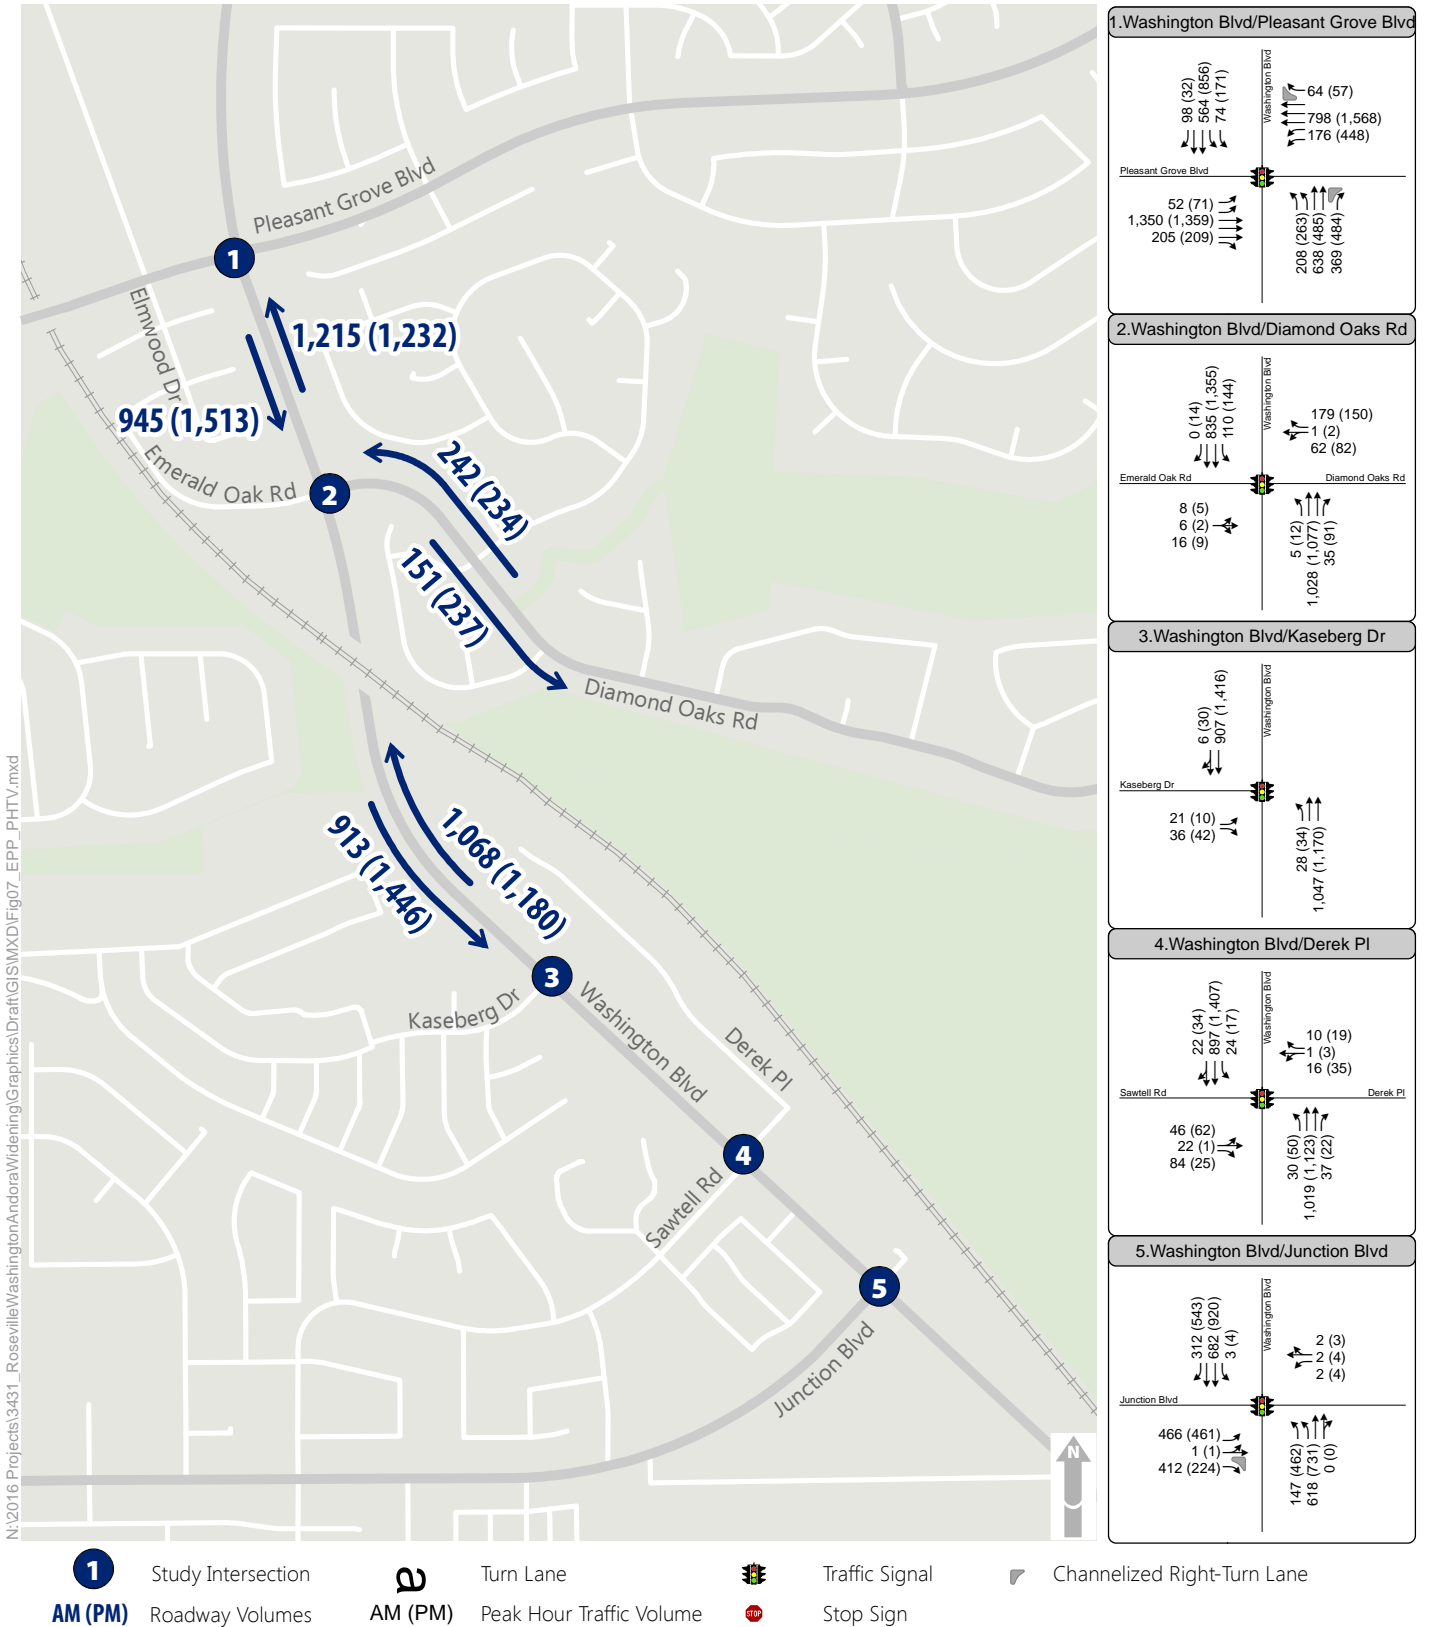 Pleasant Grove Blvd
1
Elmwood Dr
1,215 (1,232)
945 (1,513)
Emerald Oak Rd
2
242 (234)
151 (237)
Diamond Oaks Rd
913 (1,446)
1,068 (1,180)
3
Kaseberg Dr
Washington Blvd
Derek Pl
4
Sawtell Rd
5
Junction Blvd
N
N:\2016 Projects\3431_RosevilleWashingtonAndoraWidening\Graphics\Draft\GIS\MXD\Fig07_EPP_PHTV.mxd
1.Washington Blvd/Pleasant Grove Blvd
98 (32)
564 (856)
74 (171)
Washington Blvd
64 (57)
798 (1,568)
176 (448)
Pleasant Grove Blvd
52 (71)
1,350 (1,359)
205 (209)
208 (263)
638 (485)
369 (484)
2.Washington Blvd/Diamond Oaks Rd
0 (14)
835 (1,355)
110 (144)
Washington Blvd
179 (150)
1 (2)
62 (82)
Emerald Oak Rd
Diamond Oaks Rd
8 (5)
6 (2)
16 (9)
5 (12)
1,028 (1,077)
35 (91)
3.Washington Blvd/Kaseberg Dr
6 (30)
907 (1,416)
Washington Blvd
Kaseberg Dr
21 (10)
36 (42)
28 (34)
1,047 (1,170)
4.Washington Blvd/Derek Pl
22 (34)
897 (1,407)
24 (17)
Washington Blvd
10 (19)
1 (3)
16 (35)
Sawtell Rd
Derek Pl
46 (62)
22 (1)
84 (25)
30 (50)
1,019 (1,123)
37 (22)
5.Washington Blvd/Junction Blvd
312 (543)
682 (920)
3 (4)
Washington Blvd
2 (3)
2 (4)
2 (4)
Junction Blvd
466 (461)
1 (1)
412 (224)
147 (462)
618 (731)
0 (0)
1 Study Intersection
a Turn Lane
Traffic Signal
Channelized Right-Turn Lane
AM (PM) Roadway Volumes
AM (PM) Peak Hour Traffic Volume
STOP Stop Sign